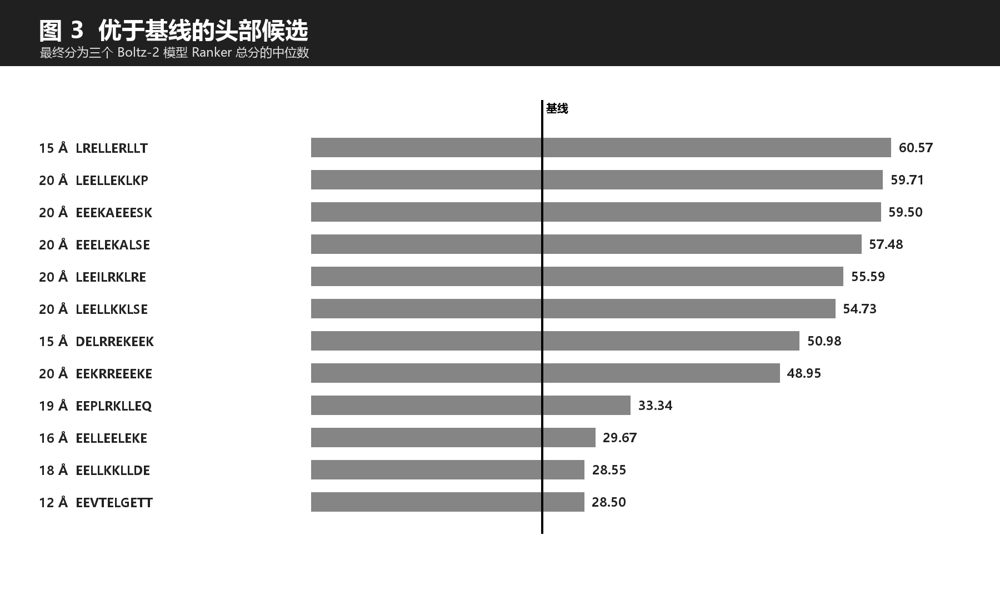 图 3 优于基线的头部候选
最终分为三个 Boltz-2 模型 Ranker 总分的中位数
基线
15 Å LRELLERLLT 60.57
20 Å LEELLEKLKP 59.71
20 Å EEEKAEEESK 59.50
20 Å EEELEKALSE 57.48
20 Å LEEILRKLRE 55.59
20 Å LEELLKKLSE 54.73
15 Å DELRREKEEK 50.98
20 Å EEKRREEEKE 48.95
19 Å EEPLRKLLEQ 33.34
16 Å EELLEELEKE 29.67
18 Å EELLKKLLDE 28.55
12 Å EEVTELGETT 28.50